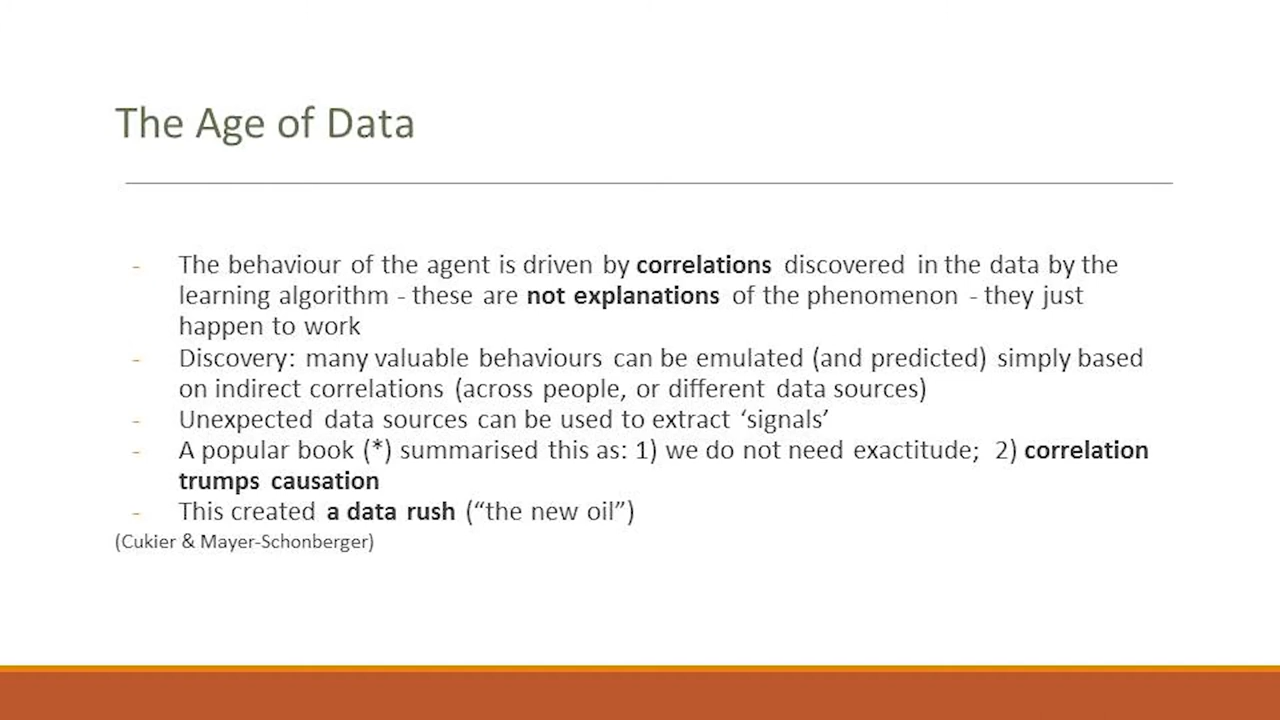 The Age of Data
- The behaviour of the agent is driven by correlations discovered in the data by the
learning algorithm - these are not explanations of the phenomenon - they just
happen to work
- Discovery: many valuable behaviours can be emulated (and predicted) simply based
on indirect correlations (across people, or different data sources)
- Unexpected data sources can be used to extract ‘signals’
- A popular book (*) summarised this as: 1) we do not need exactitude; 2) correlation
trumps causation
- This created a data rush (“the new oil”)
(Cukier & Mayer-Schonberger)